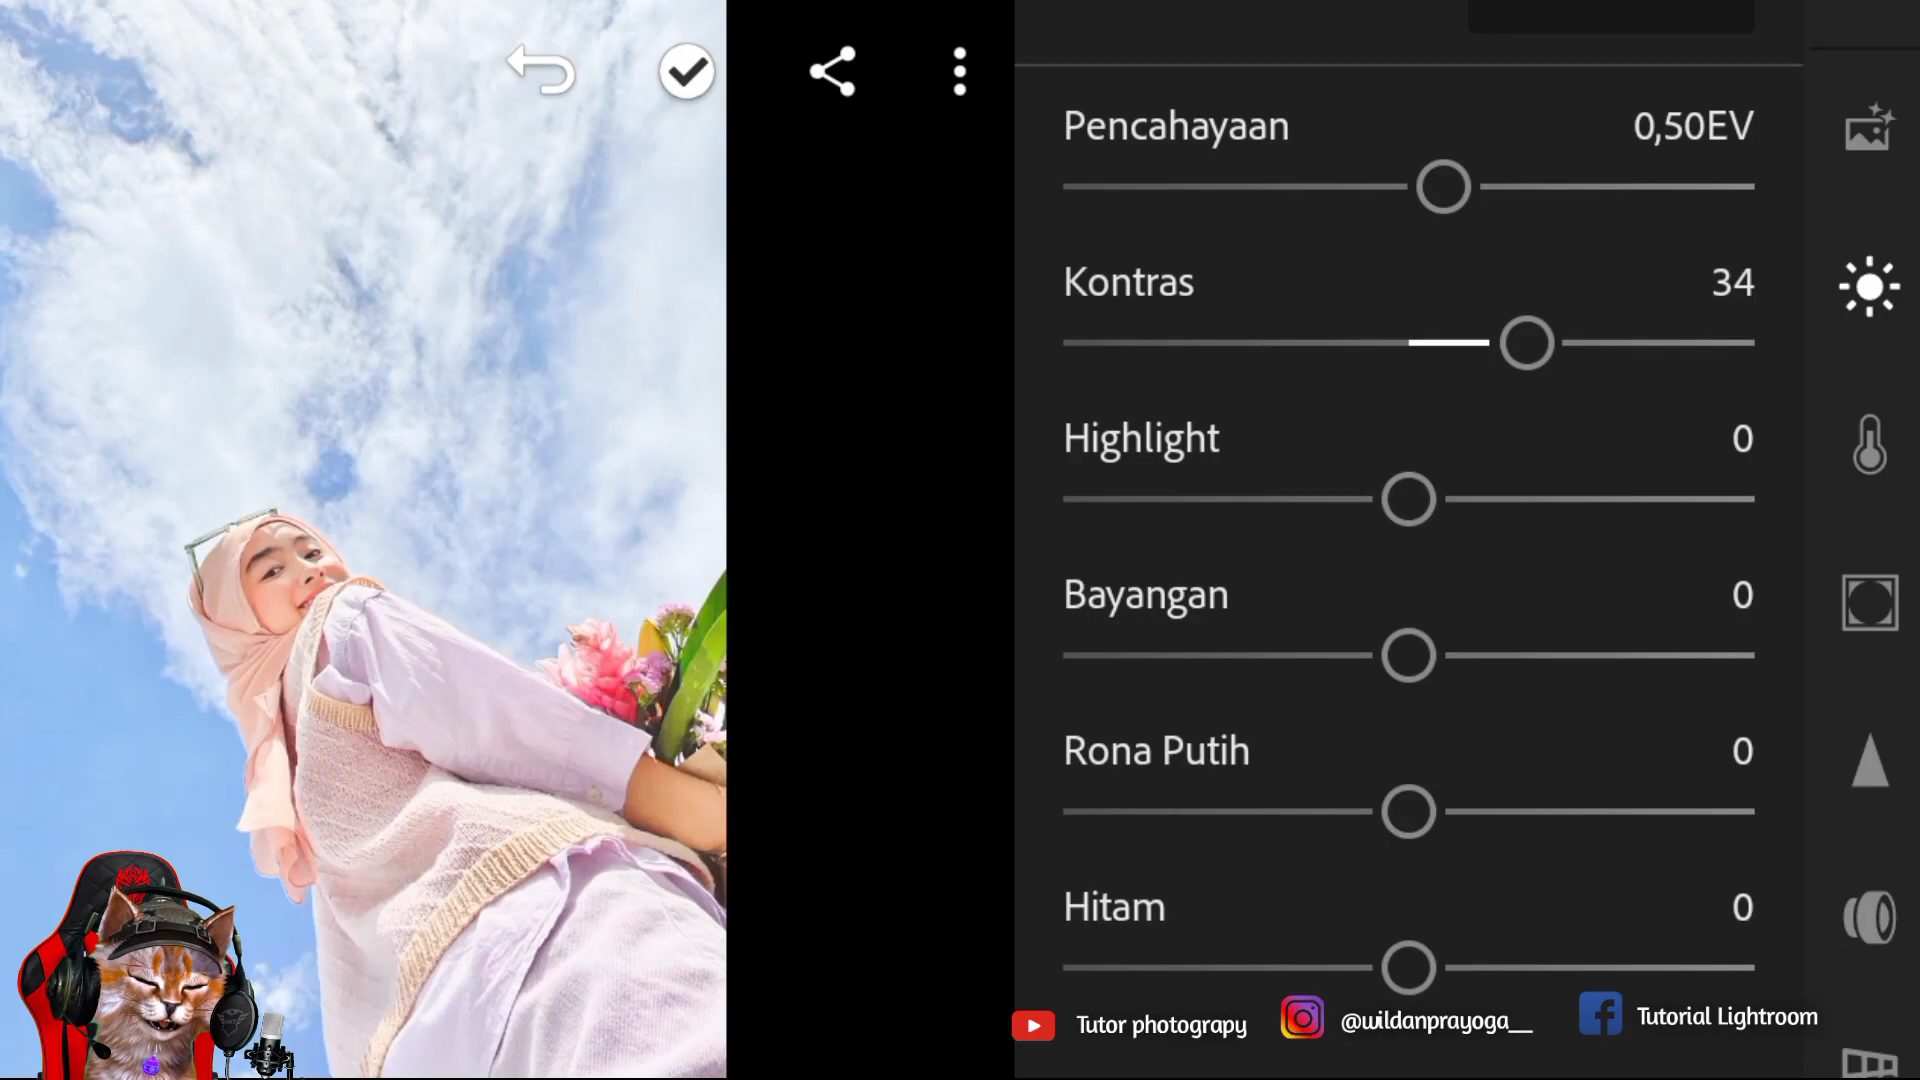 Pencahayaan 0,50EV
Kontras 34
Highlight 0
Bayangan 0
Rona Putih 0
Hitam 0
Tutor photograpy @wildanprayoga__ Tutorial Lightroom